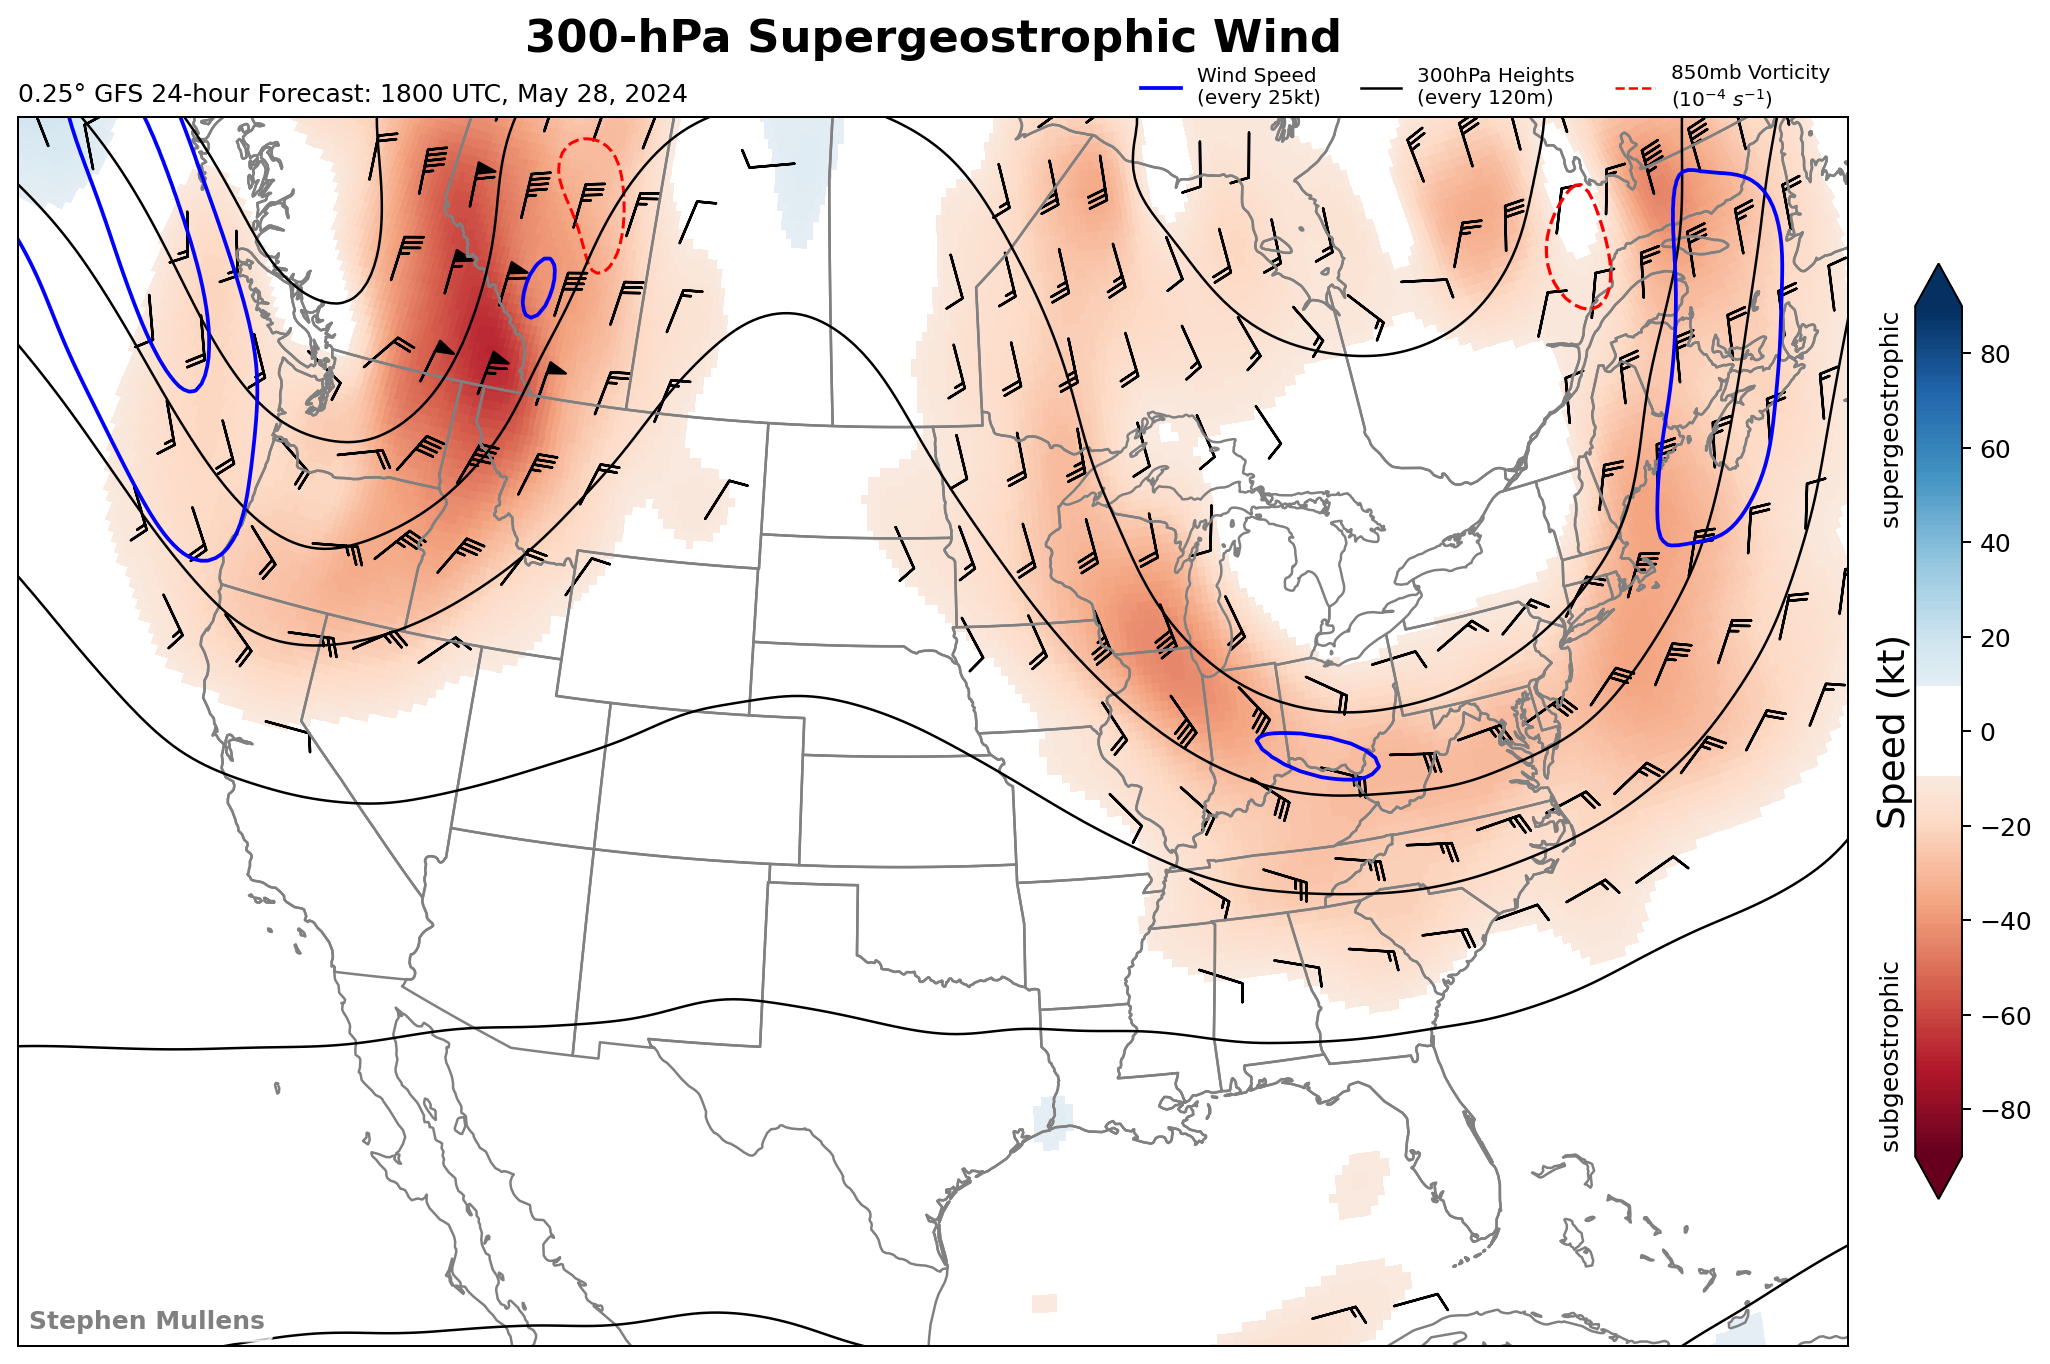 300-hPa Supergeostrophic Wind
0.25° GFS 24-hour Forecast: 1800 UTC, May 28, 2024
Wind Speed
(every 25kt)
300hPa Heights
(every 120m)
850mb Vorticity
(10⁻⁴ s⁻¹)
supergeostrophic
Speed (kt)
subgeostrophic
80
60
40
20
0
−20
−40
−60
−80
Stephen Mullens